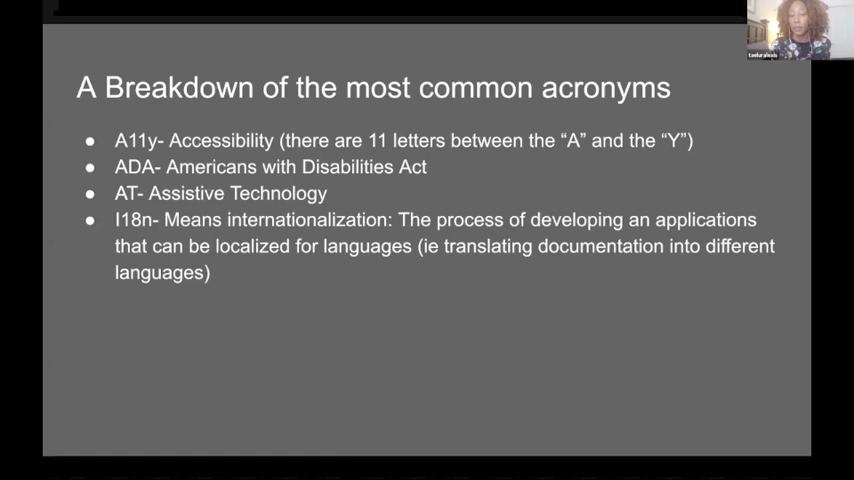 A Breakdown of the most common acronyms
● A11y- Accessibility (there are 11 letters between the “A” and the “Y”)
● ADA- Americans with Disabilities Act
● AT- Assistive Technology
● I18n- Means internationalization: The process of developing an applications
that can be localized for languages (ie translating documentation into different
languages)
taeluralexis